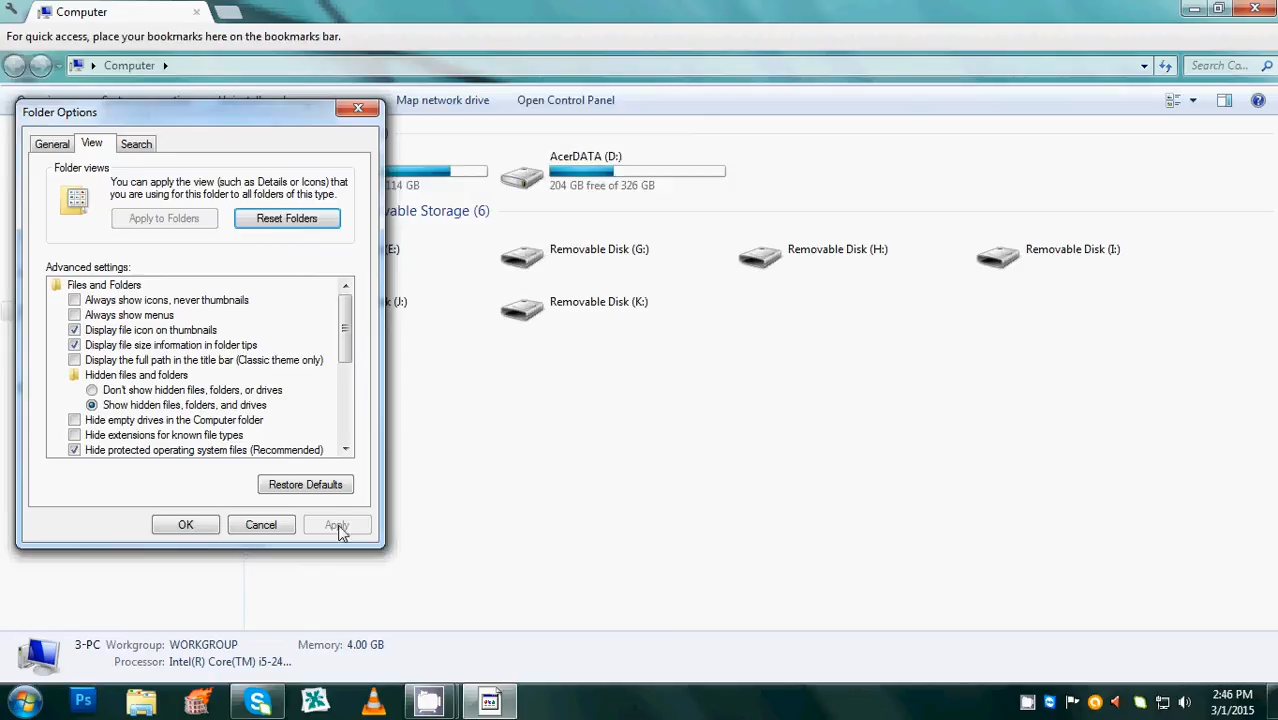 Computer
For quick access, place your bookmarks here on the bookmarks bar.
Computer
Search Co...
Map network drive
Open Control Panel
Folder Options
General
View
Search
Folder views
You can apply the view (such as Details or Icons) that
you are using for this folder to all folders of this type.
Apply to Folders
Reset Folders
Advanced settings:
Files and Folders
Always show icons, never thumbnails
Always show menus
Display file icon on thumbnails
Display file size information in folder tips
Display the full path in the title bar (Classic theme only)
Hidden files and folders
Don't show hidden files, folders, or drives
Show hidden files, folders, and drives
Hide empty drives in the Computer folder
Hide extensions for known file types
Hide protected operating system files (Recommended)
Restore Defaults
OK
Cancel
Apply
114 GB
AcerDATA (D:)
204 GB free of 326 GB
Storage (6)
(E:)
Removable Disk (G:)
Removable Disk (H:)
Removable Disk (I:)
(J:)
Removable Disk (K:)
3-PC Workgroup: WORKGROUP Memory: 4.00 GB
Processor: Intel(R) Core(TM) i5-24...
Ps
2:46 PM
3/1/2015